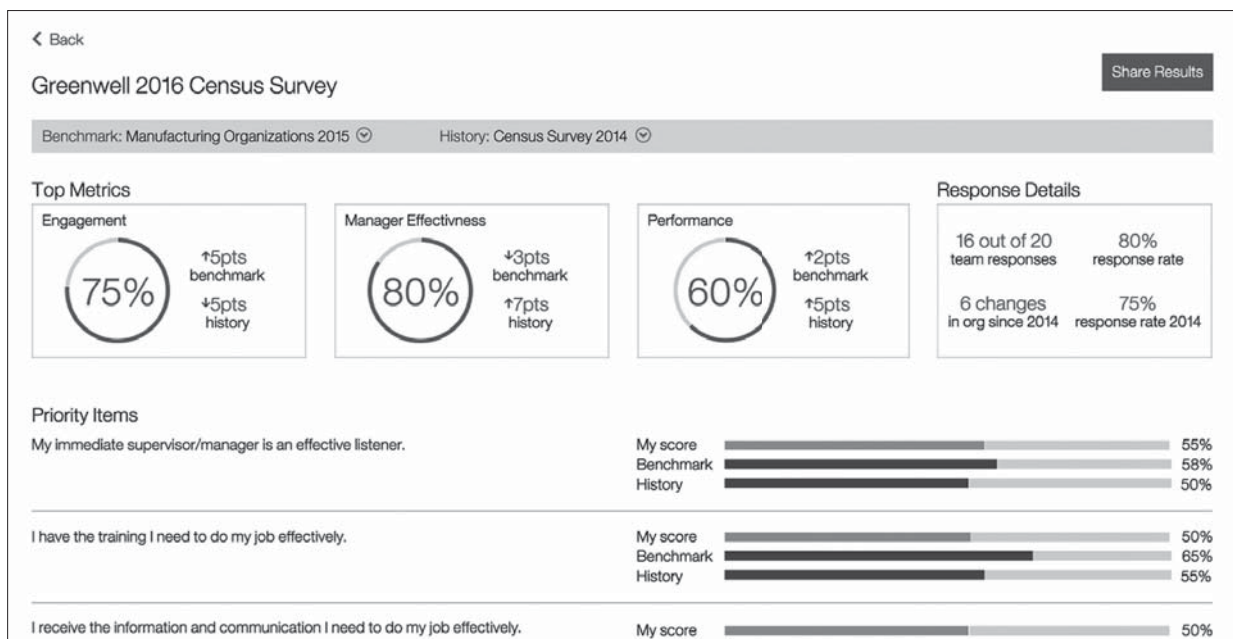 Back
Greenwell 2016 Census Survey
Share Results
Benchmark: Manufacturing Organizations 2015
History: Census Survey 2014
Top Metrics
Engagement
75%
↑5pts
benchmark
↓5pts
history
Manager Effectivness
80%
↓3pts
benchmark
↑7pts
history
Performance
60%
↑2pts
benchmark
↑5pts
history
Response Details
16 out of 20
team responses
80%
response rate
6 changes
in org since 2014
75%
response rate 2014
Priority Items
My immediate supervisor/manager is an effective listener.
My score 55%
Benchmark 58%
History 50%
I have the training I need to do my job effectively.
My score 50%
Benchmark 65%
History 55%
I receive the information and communication I need to do my job effectively.
My score 50%